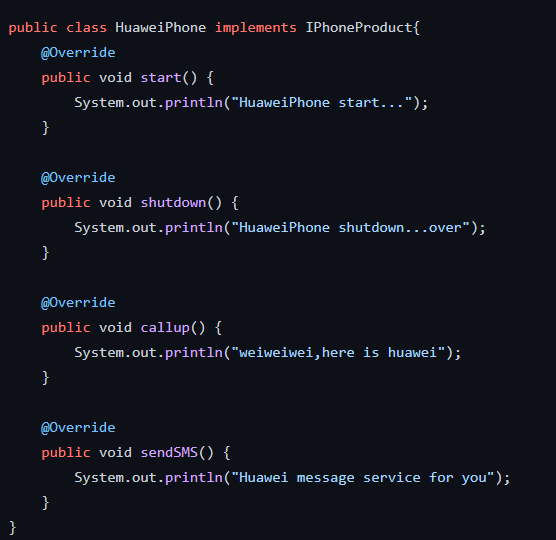 public class HuaweiPhone implements IPhoneProduct{
    @Override
    public void start() {
        System.out.println("HuaweiPhone start...");
    }

    @Override
    public void shutdown() {
        System.out.println("HuaweiPhone shutdown...over");
    }

    @Override
    public void callup() {
        System.out.println("weiweiwei,here is huawei");
    }

    @Override
    public void sendSMS() {
        System.out.println("Huawei message service for you");
    }
}